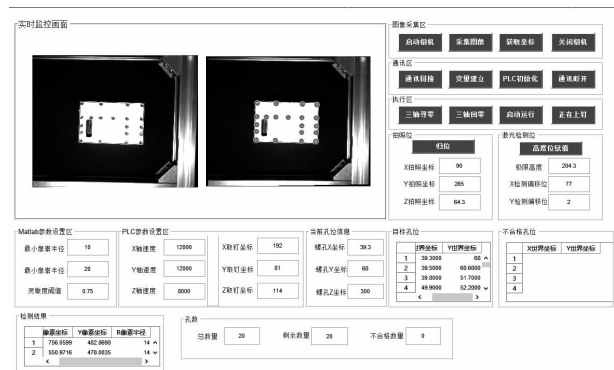 实时监控画面
图像采集区
启动相机 采集图像 获取坐标 关闭相机
通讯区
通讯链接 变量建立 PLC初始化 通讯断开
执行区
三轴寻零 三轴回零 启动运行 正在上钉
拍照位
归位
X拍照坐标 90
Y拍照坐标 265
Z拍照坐标 64.3
激光检测位
高度位赋值
极限高度 204.3
X检测偏移位 77
Y检测偏移位 2
Matlab参数设置区
最小像素半径 10
最小像素半径 20
灵敏度阈值 0.75
PLC参数设置区
X轴速度 12000 X取钉坐标 192
Y轴速度 12000 Y取钉坐标 81
Z轴速度 8000 Z取钉坐标 114
当前孔位信息
螺孔X坐标 39.3
螺孔Y坐标 68
螺孔Z坐标 300
目标孔位
世界坐标 Y世界坐标
1 39.3000 68
2 39.5000 60.6000
3 39.8000 51.7000
4 49.9000 52.2000
不合格孔位
X世界坐标 Y世界坐标
1
2
3
4
检测结果
像素坐标 Y像素坐标 R像素半径
1 756.0599 482.8698 14
2 550.9716 478.0035 14
孔数
总数量 20 剩余数量 20 不合格数量 0